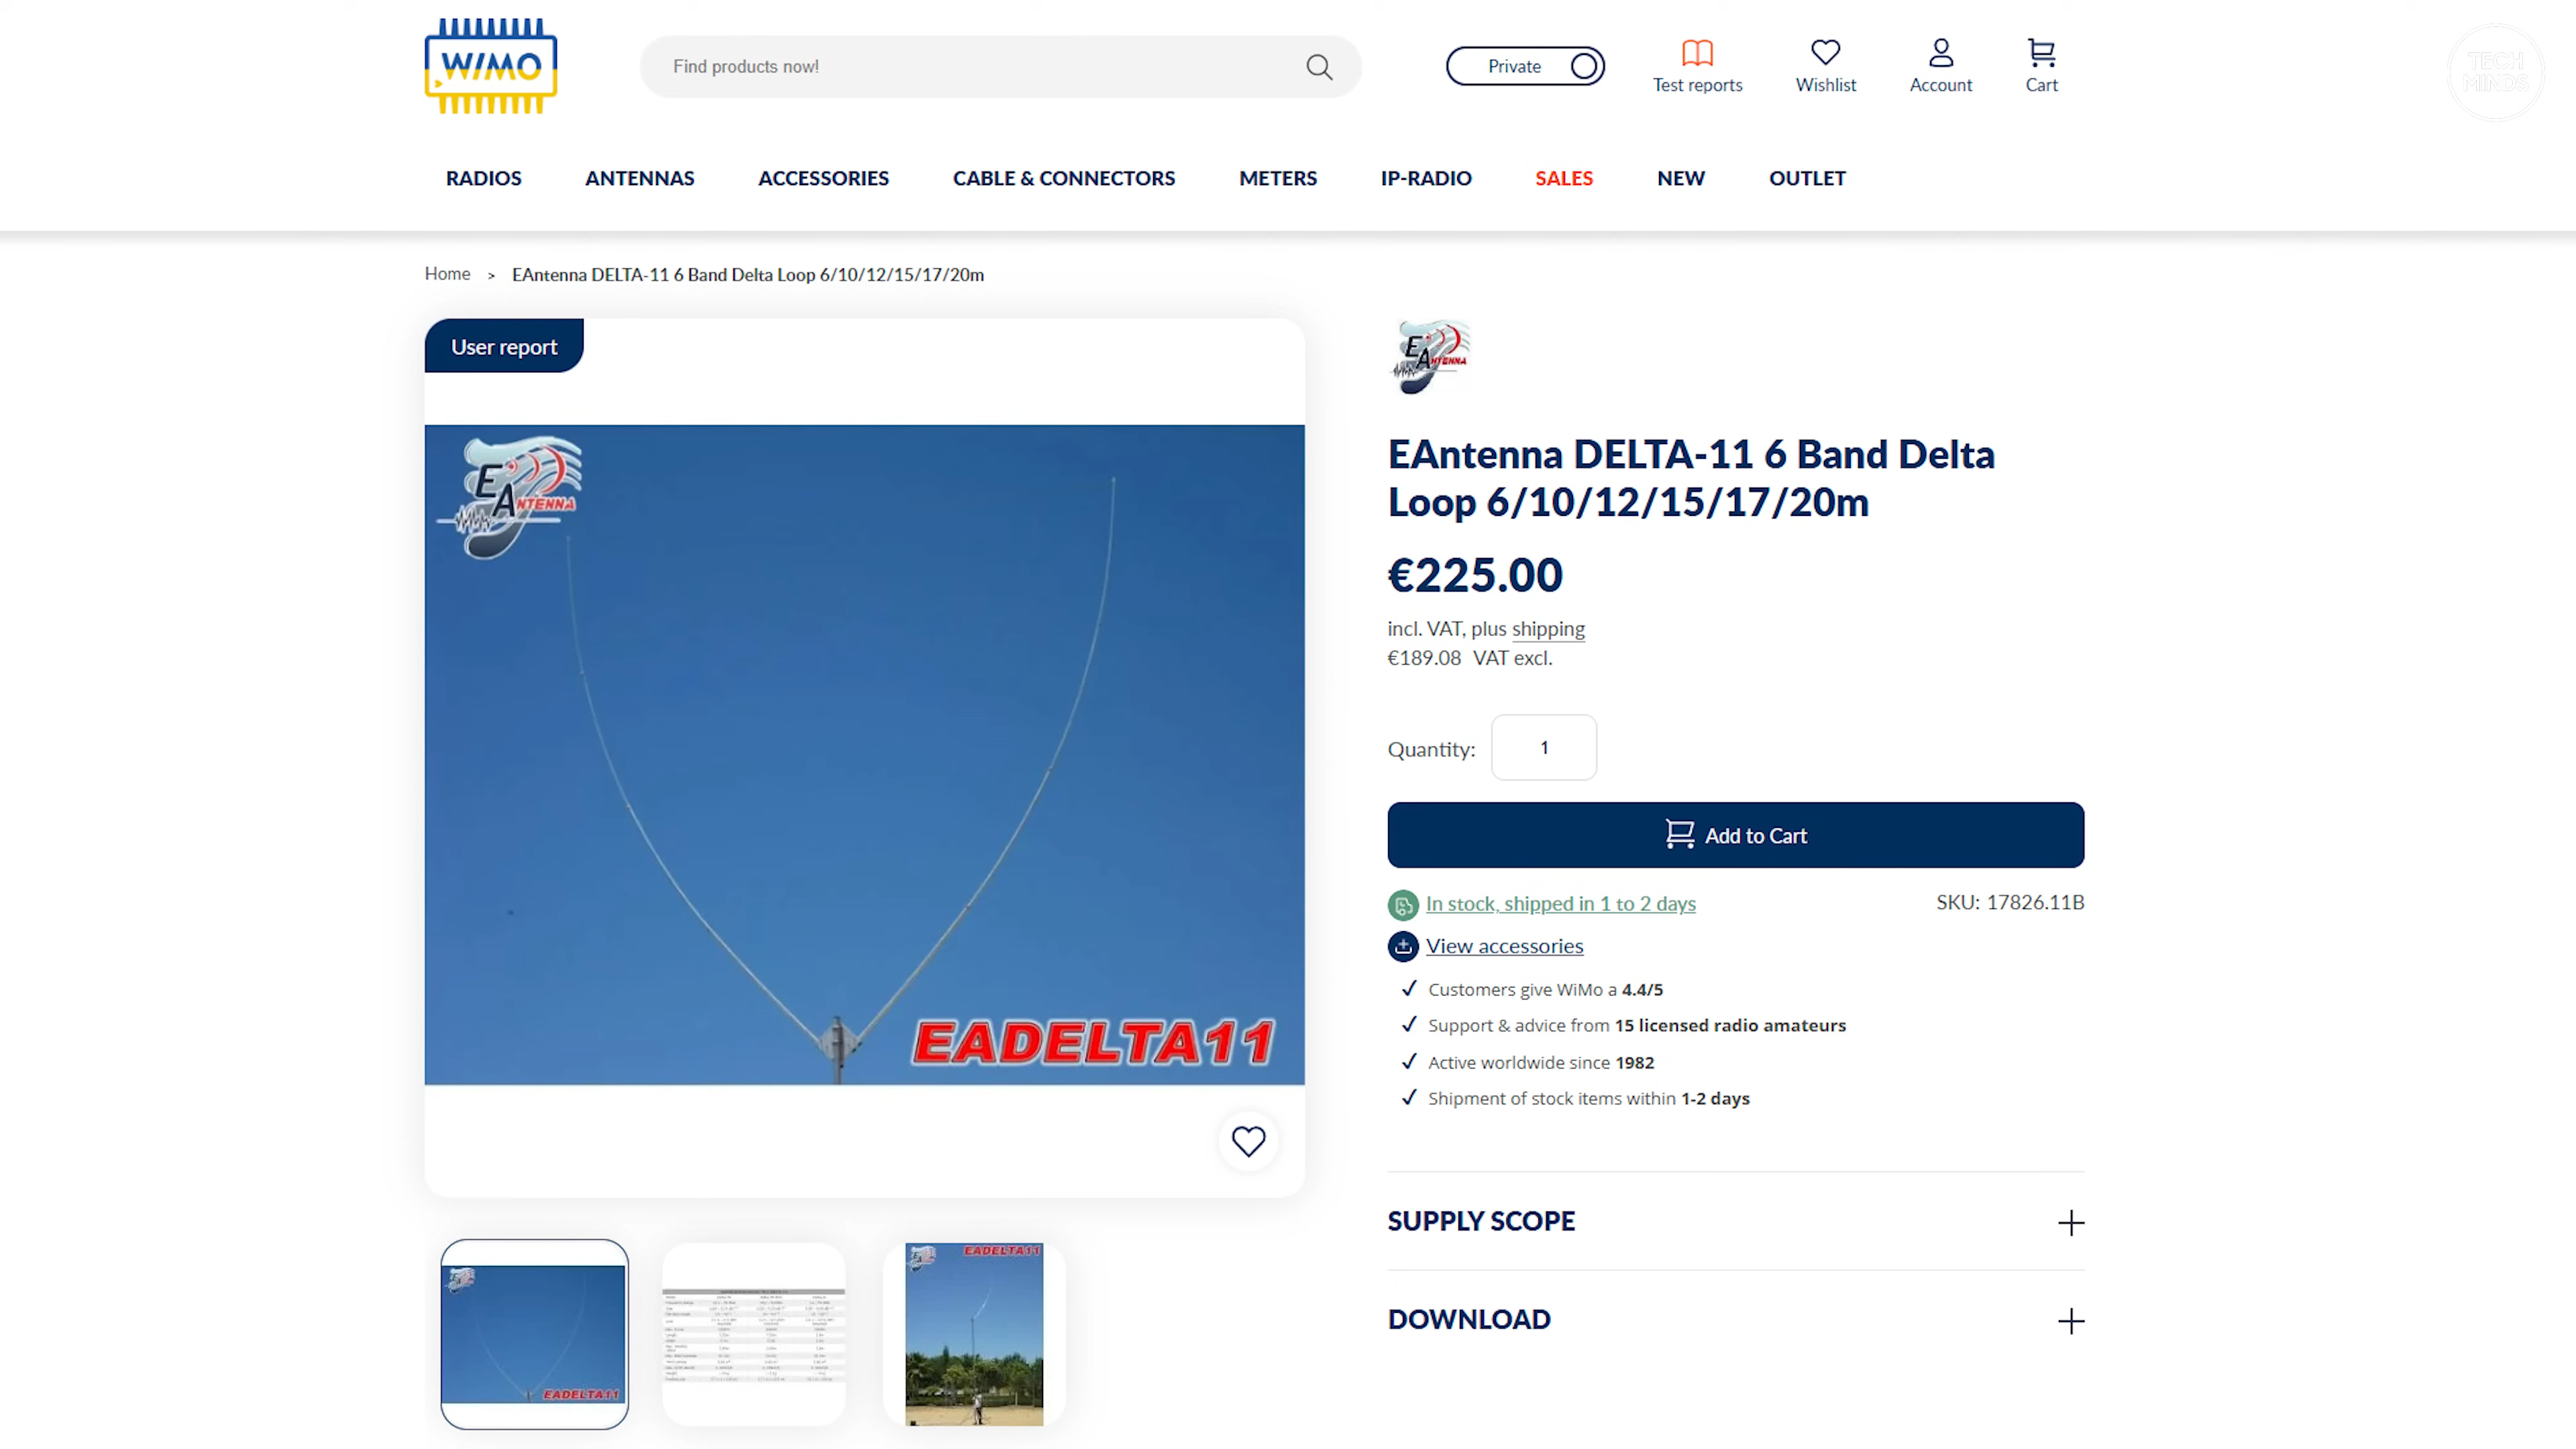 WiMO
Find products now!
Private
Test reports
Wishlist
Account
Cart
TECH
MINDS
RADIOS
ANTENNAS
ACCESSORIES
CABLE & CONNECTORS
METERS
IP-RADIO
SALES
NEW
OUTLET
Home > EAntenna DELTA-11 6 Band Delta Loop 6/10/12/15/17/20m
User report
EANTENNA
EADELTA11
EANTENNA
EAntenna DELTA-11 6 Band Delta
Loop 6/10/12/15/17/20m
€225.00
incl. VAT, plus shipping
€189.08 VAT excl.
Quantity: 1
Add to Cart
In stock, shipped in 1 to 2 days
SKU: 17826.11B
View accessories
Customers give WiMo a 4.4/5
Support & advice from 15 licensed radio amateurs
Active worldwide since 1982
Shipment of stock items within 1-2 days
SUPPLY SCOPE
DOWNLOAD
EADELTA11
EADELTA11